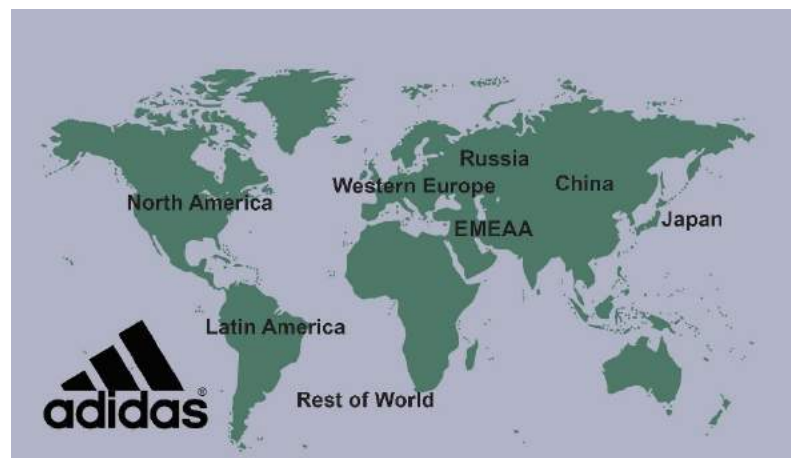 Russia
Western Europe
China
North America
Japan
EMEAA
Latin America
Rest of World
adidas®